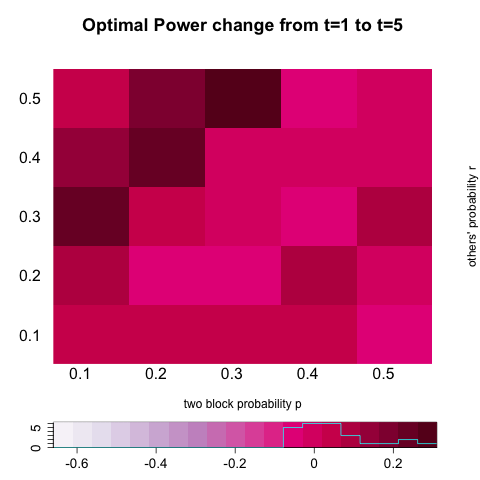 Optimal Power change from t=1 to t=5
0.5
0.4
0.3
0.2
0.1
others' probability r
0.1 0.2 0.3 0.4 0.5
two block probability p
0 5
-0.6 -0.4 -0.2 0 0.2